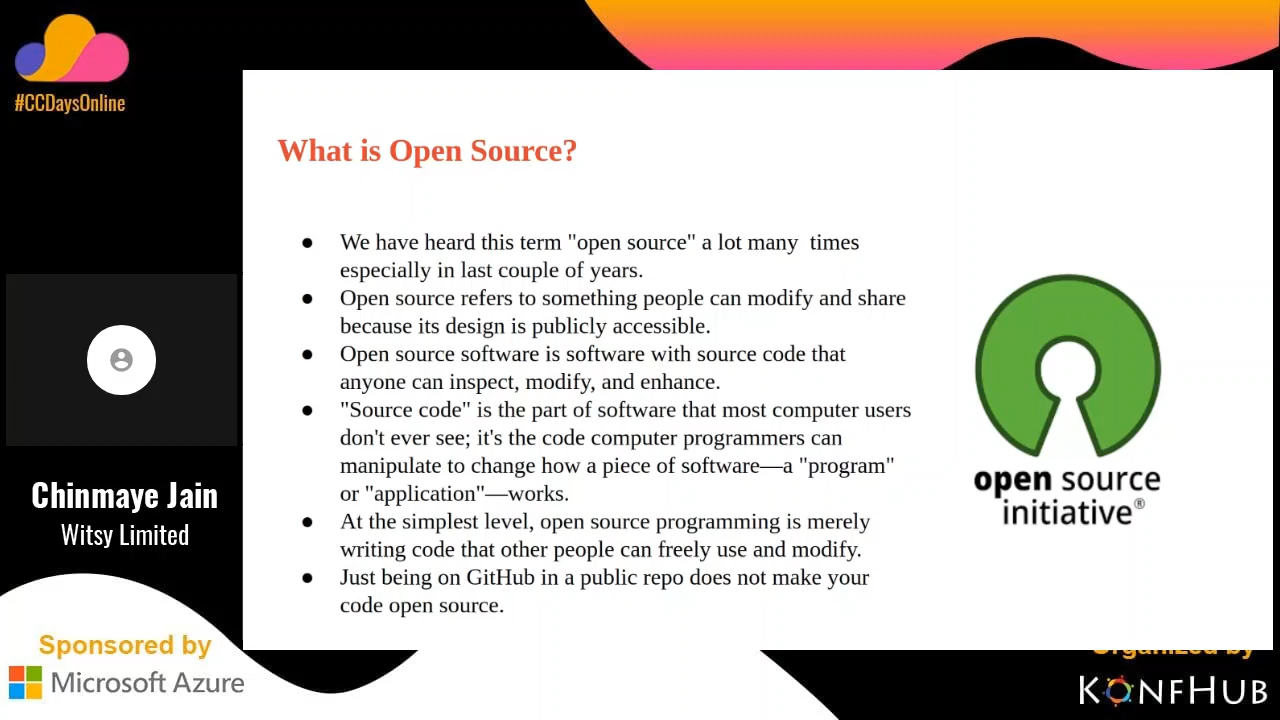 #CCDaysOnline
What is Open Source?
● We have heard this term "open source" a lot many  times
especially in last couple of years.
● Open source refers to something people can modify and share
because its design is publicly accessible.
● Open source software is software with source code that
anyone can inspect, modify, and enhance.
● "Source code" is the part of software that most computer users
don't ever see; it's the code computer programmers can
manipulate to change how a piece of software—a "program"
or "application"—works.
● At the simplest level, open source programming is merely
writing code that other people can freely use and modify.
● Just being on GitHub in a public repo does not make your
code open source.
open source
initiative®
Chinmaye Jain
Witsy Limited
Sponsored by
Microsoft Azure
Organized by
KONFHUB